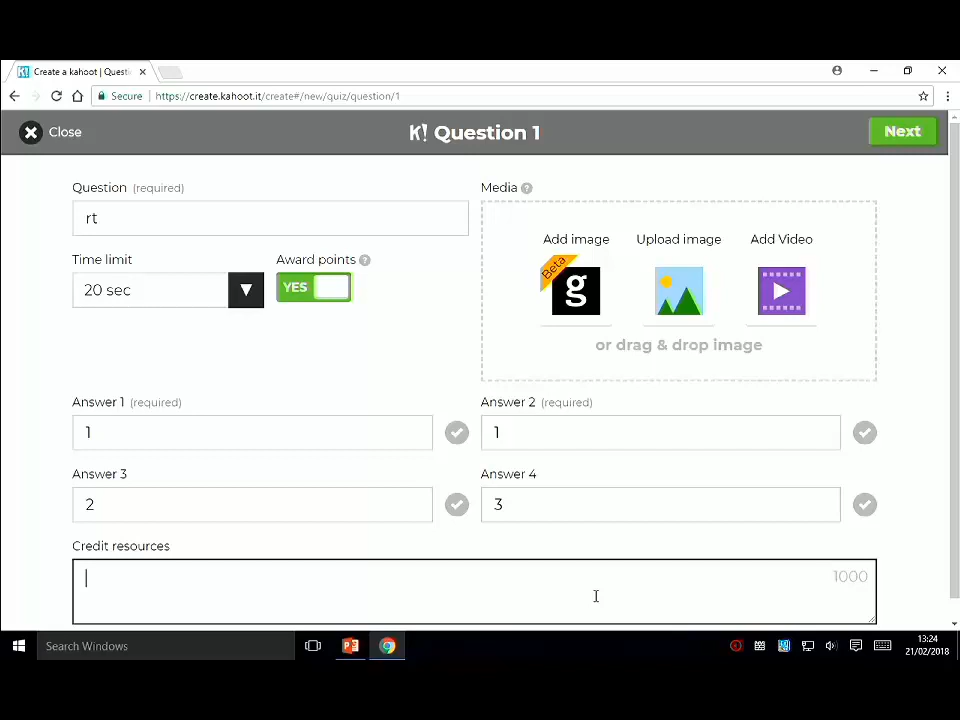 K! Create a kahoot | Questi
Secure | https://create.kahoot.it/create#/new/quiz/question/1
Close
K! Question 1
Next
Question (required)
Media ?
rt
Add image
Upload image
Add Video
Time limit
Award points ?
Beta
g
20 sec
YES
or drag & drop image
Answer 1 (required)
Answer 2 (required)
1
1
Answer 3
Answer 4
2
3
Credit resources
1000
Search Windows
13:24
21/02/2018